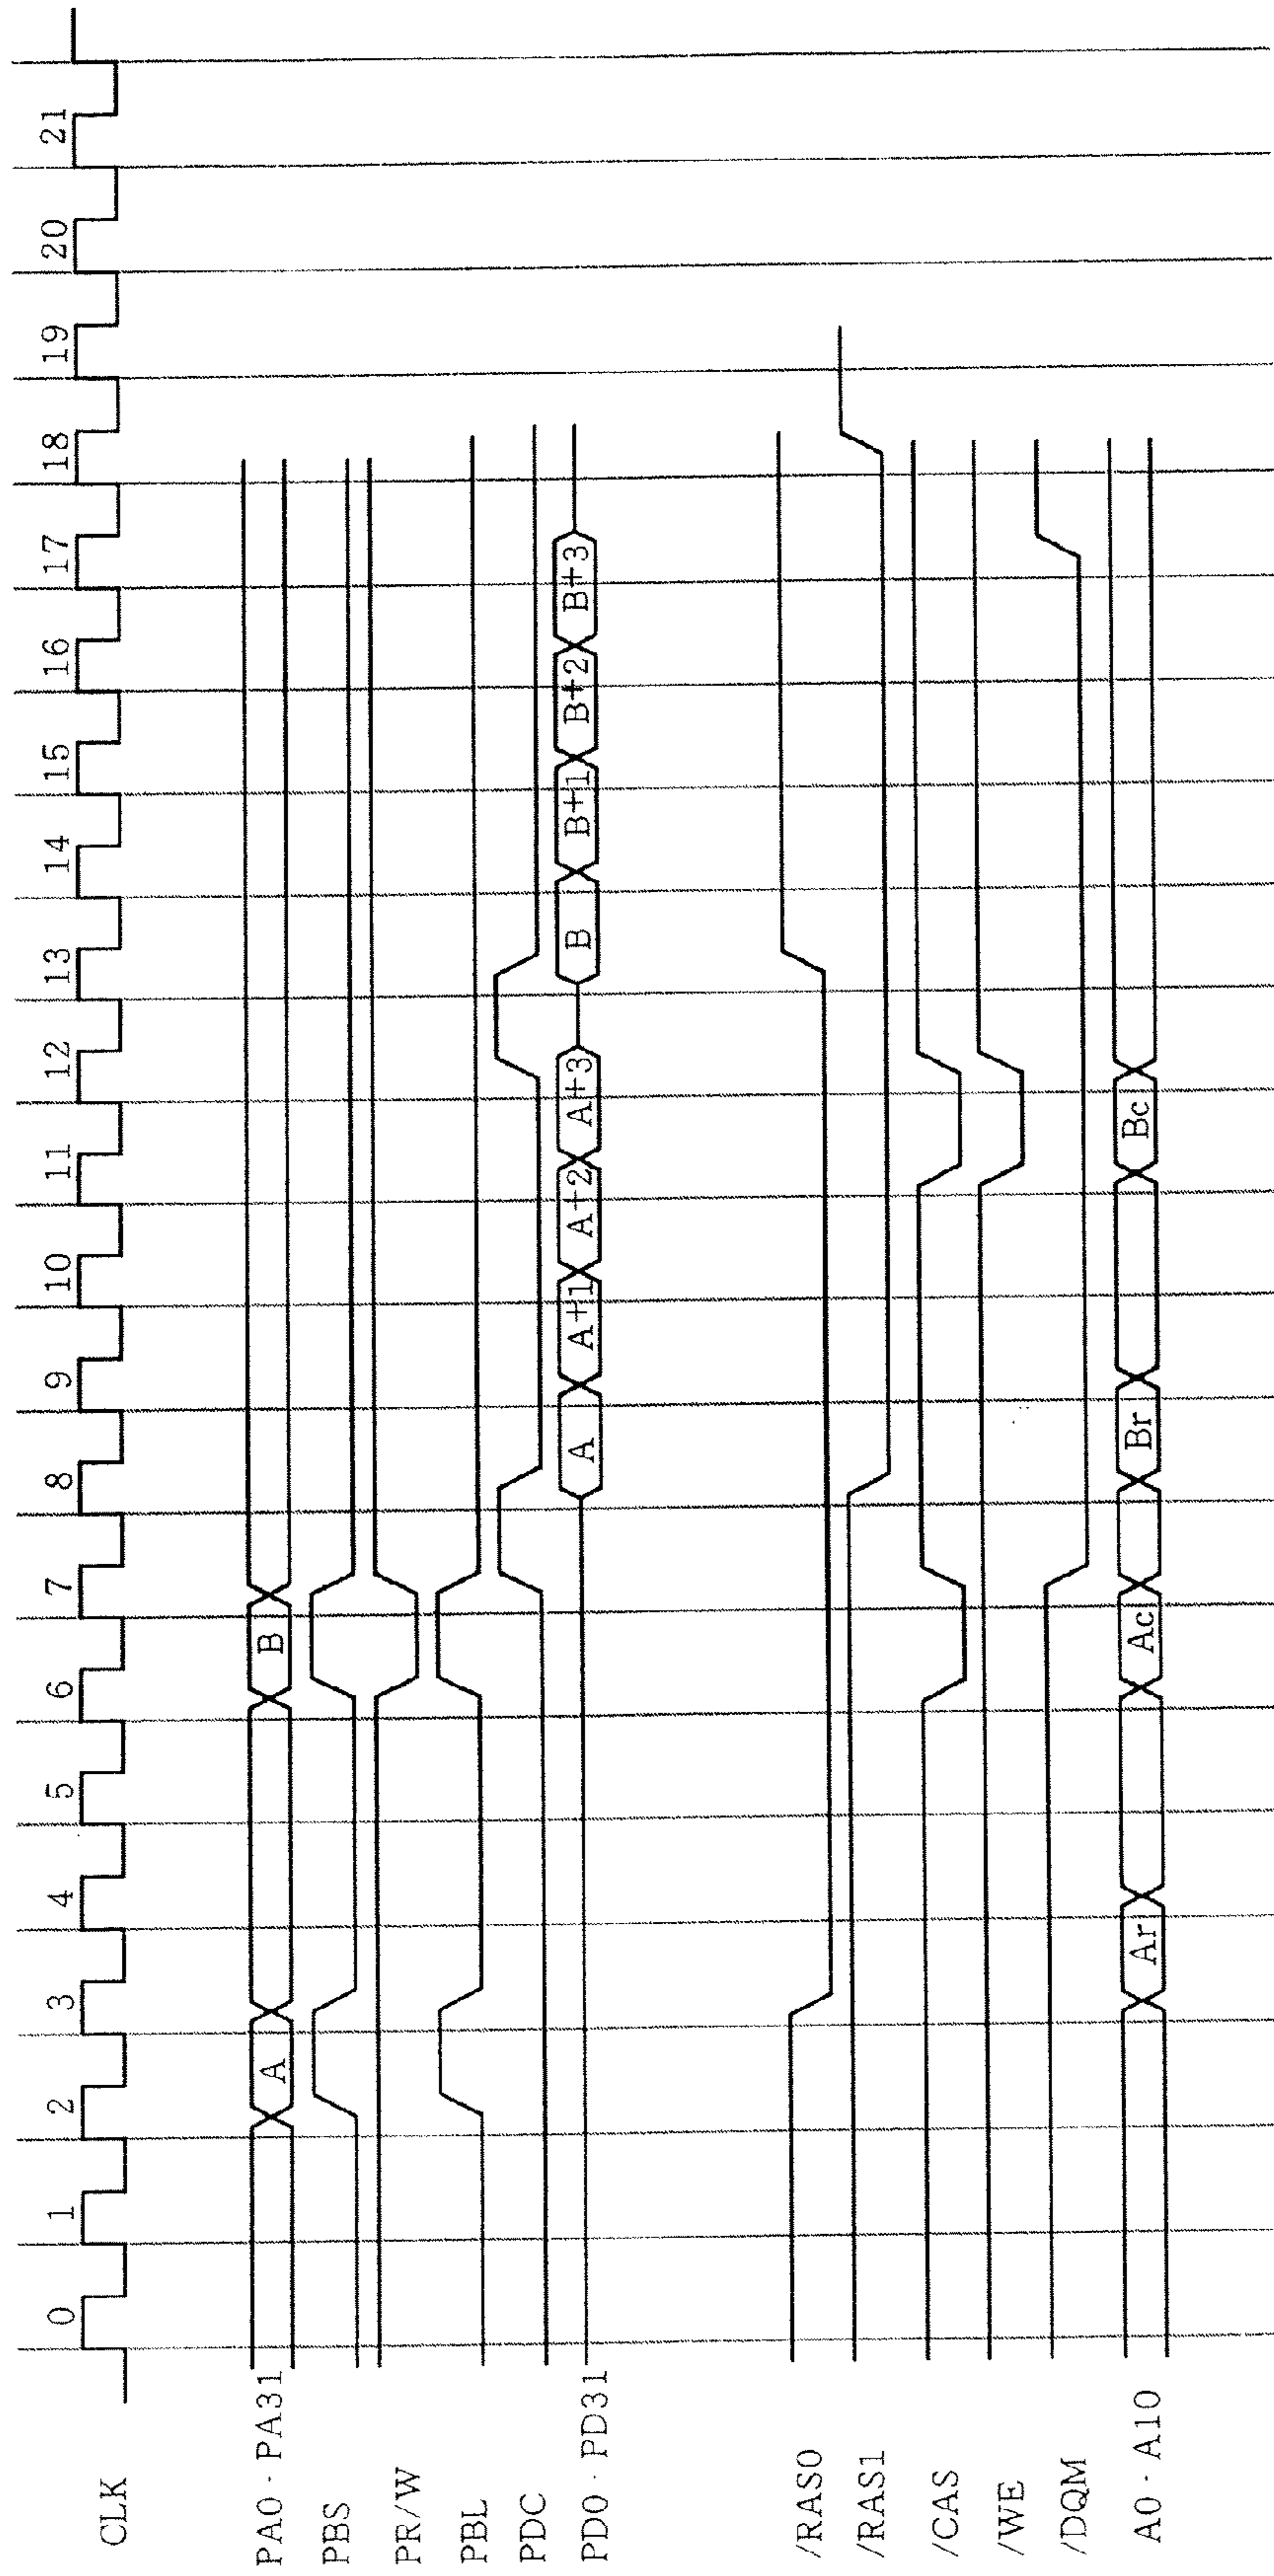 0 1 2 3 4 5 6 7 8 9 10 11 12 13 14 15 16 17 18 19 20 21
CLK
PA0 · PA31 A B
PBS
PR/W
PBL
PDC
PD0 · PD31 A A+1 A+2 A+3 B B+1 B+2 B+3
/RAS0
/RAS1
/CAS
/WE
/DQM
A0 · A10 Ar Ac Br Bc